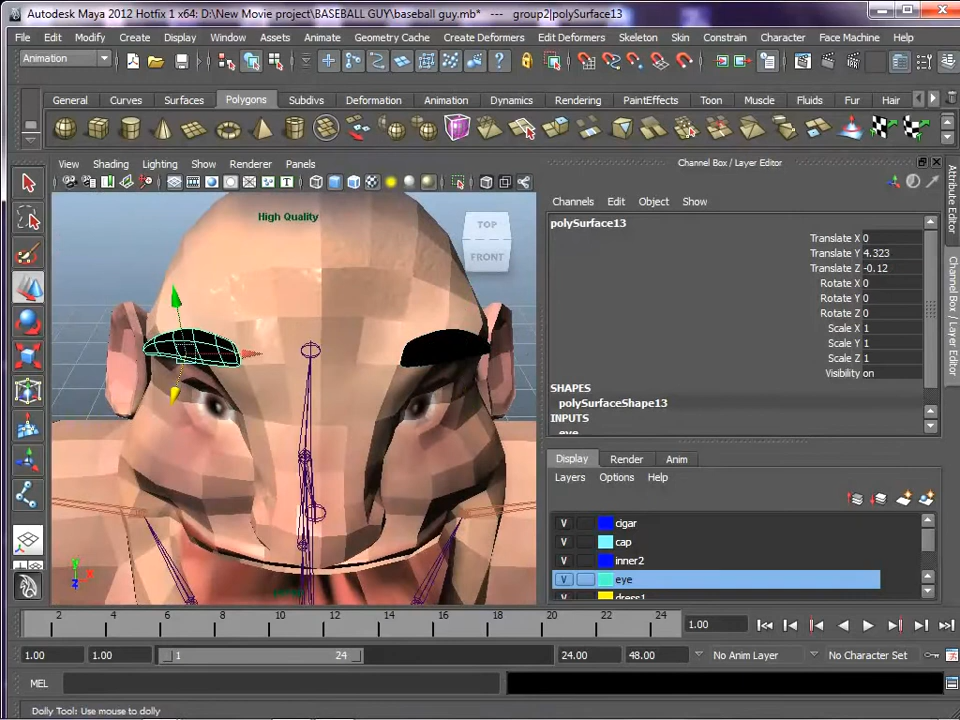 Autodesk Maya 2012 Hotfix 1 x64: D:\New Movie project\BASEBALL GUY\baseball guy.mb* --- group2|polySurface13
File Edit Modify Create Display Window Assets Animate Geometry Cache Create Deformers Edit Deformers Skeleton Skin Constrain Character Face Machine Help
Animation
General Curves Surfaces Polygons Subdivs Deformation Animation Dynamics Rendering PaintEffects Toon Muscle Fluids Fur Hair
View Shading Lighting Show Renderer Panels
Channel Box / Layer Editor
High Quality
TOP
FRONT
Channels Edit Object Show
polySurface13
Translate X 0
Translate Y 4.323
Translate Z -0.12
Rotate X 0
Rotate Y 0
Rotate Z 0
Scale X 1
Scale Y 1
Scale Z 1
Visibility on
SHAPES
polySurfaceShape13
INPUTS
eye
Attribute Editor
Channel Box / Layer Editor
Display Render Anim
Layers Options Help
V cigar
V cap
V inner2
V eye
V dress1
y
x
z
2 4 6 8 10 12 14 16 18 20 22 24
1.00
1.00 1.00 1 24 24.00 48.00 No Anim Layer No Character Set
MEL
Dolly Tool: Use mouse to dolly